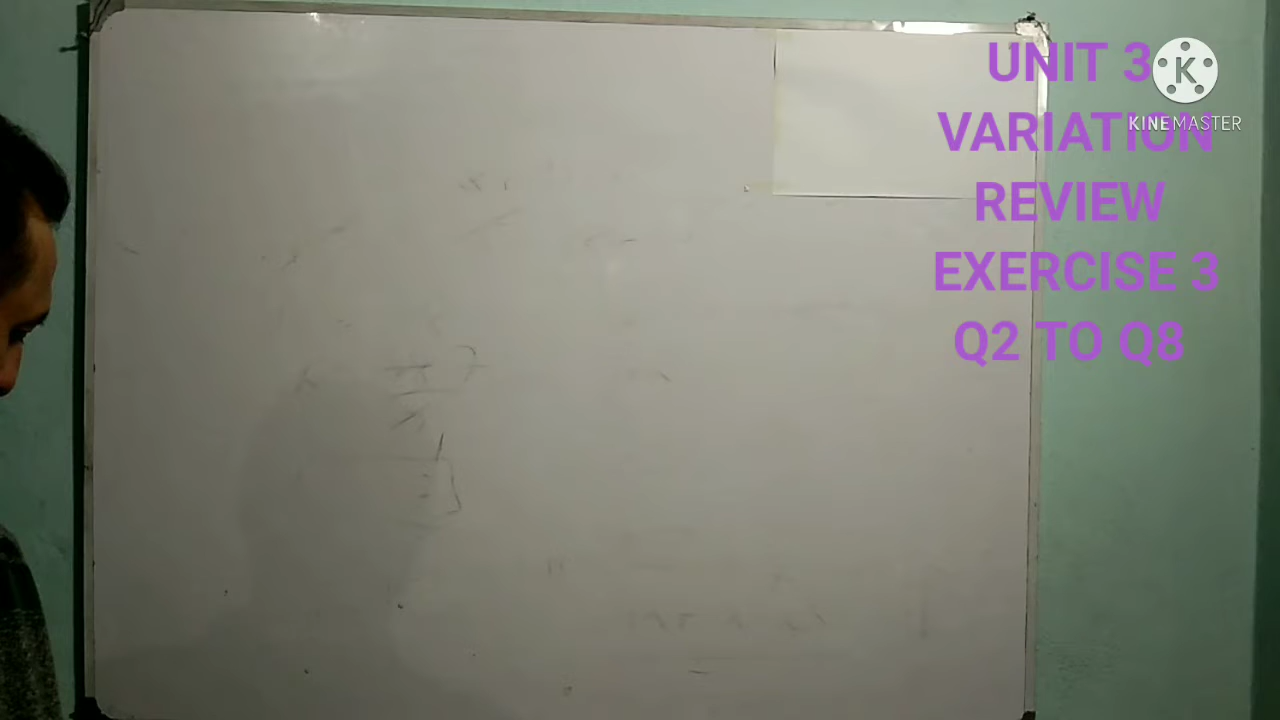 UNIT 3
VARIATION
REVIEW
EXERCISE 3
Q2 TO Q8
K
KINEMASTER